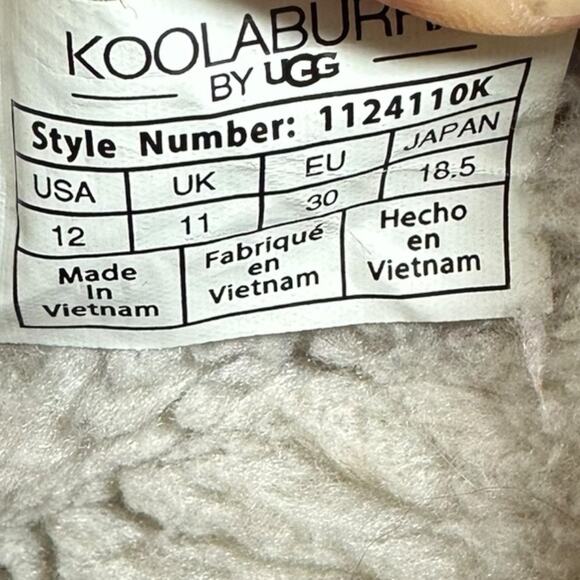 KOOLABURRA
BY UGG
Style Number: 1124110K
USA UK EU JAPAN
12 11 30 18.5
Made In Vietnam
Fabriqué en Vietnam
Hecho en Vietnam